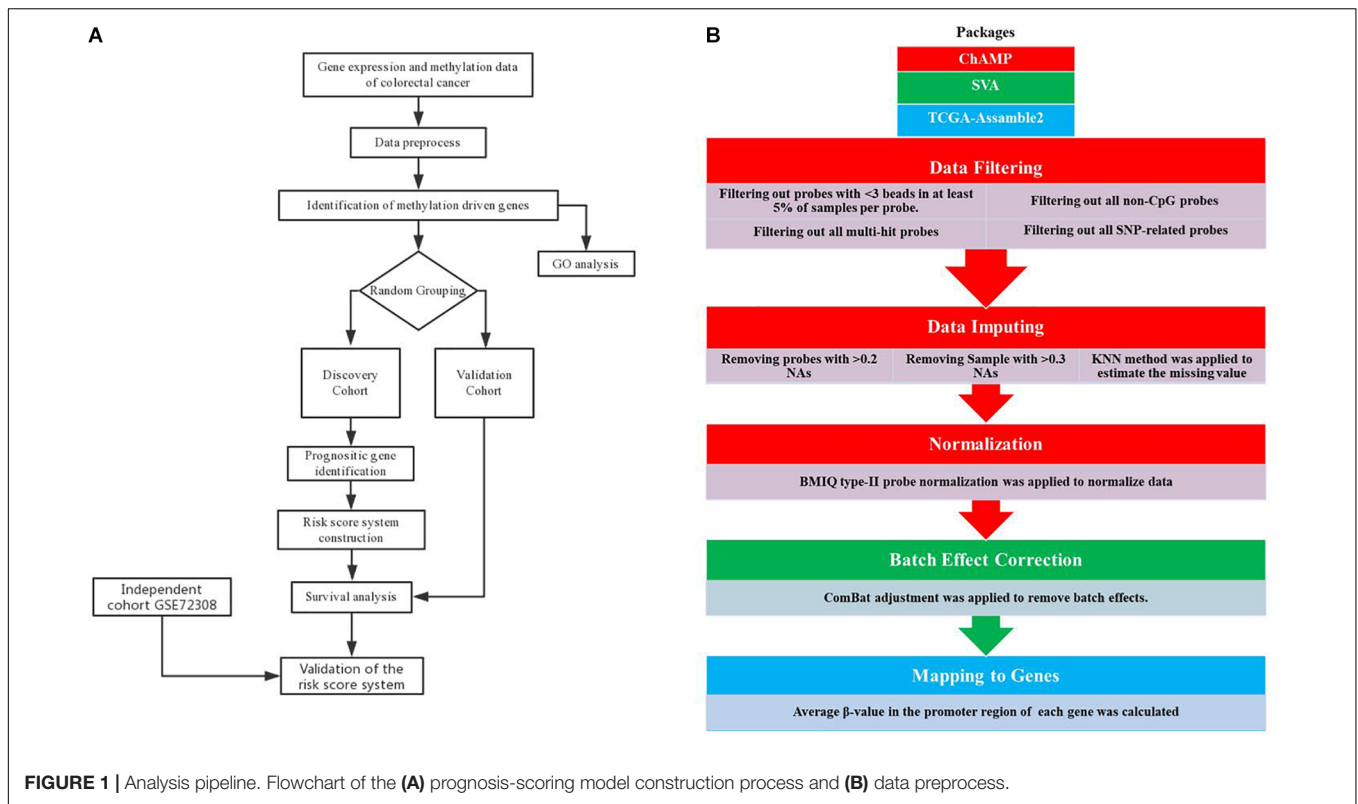 A
Gene expression and methylation data
of colorectal cancer
Data preprocess
Identification of methylation driven genes
GO analysis
Random Grouping
Discovery
Cohort
Validation
Cohort
Prognositic gene
identification
Risk score system
construction
Independent
cohort GSE72308
Survival analysis
Validation of the
risk score system
B
Packages
ChAMP
SVA
TCGA-Assamble2
Data Filtering
Filtering out probes with <3 beads in at least
5% of samples per probe.
Filtering out all non-CpG probes
Filtering out all multi-hit probes
Filtering out all SNP-related probes
Data Imputing
Removing probes with >0.2
NAs
Removing Sample with >0.3
NAs
KNN method was applied to
estimate the missing value
Normalization
BMIQ type-II probe normalization was applied to normalize data
Batch Effect Correction
ComBat adjustment was applied to remove batch effects.
Mapping to Genes
Average β-value in the promoter region of each gene was calculated
FIGURE 1 | Analysis pipeline. Flowchart of the (A) prognosis-scoring model construction process and (B) data preprocess.